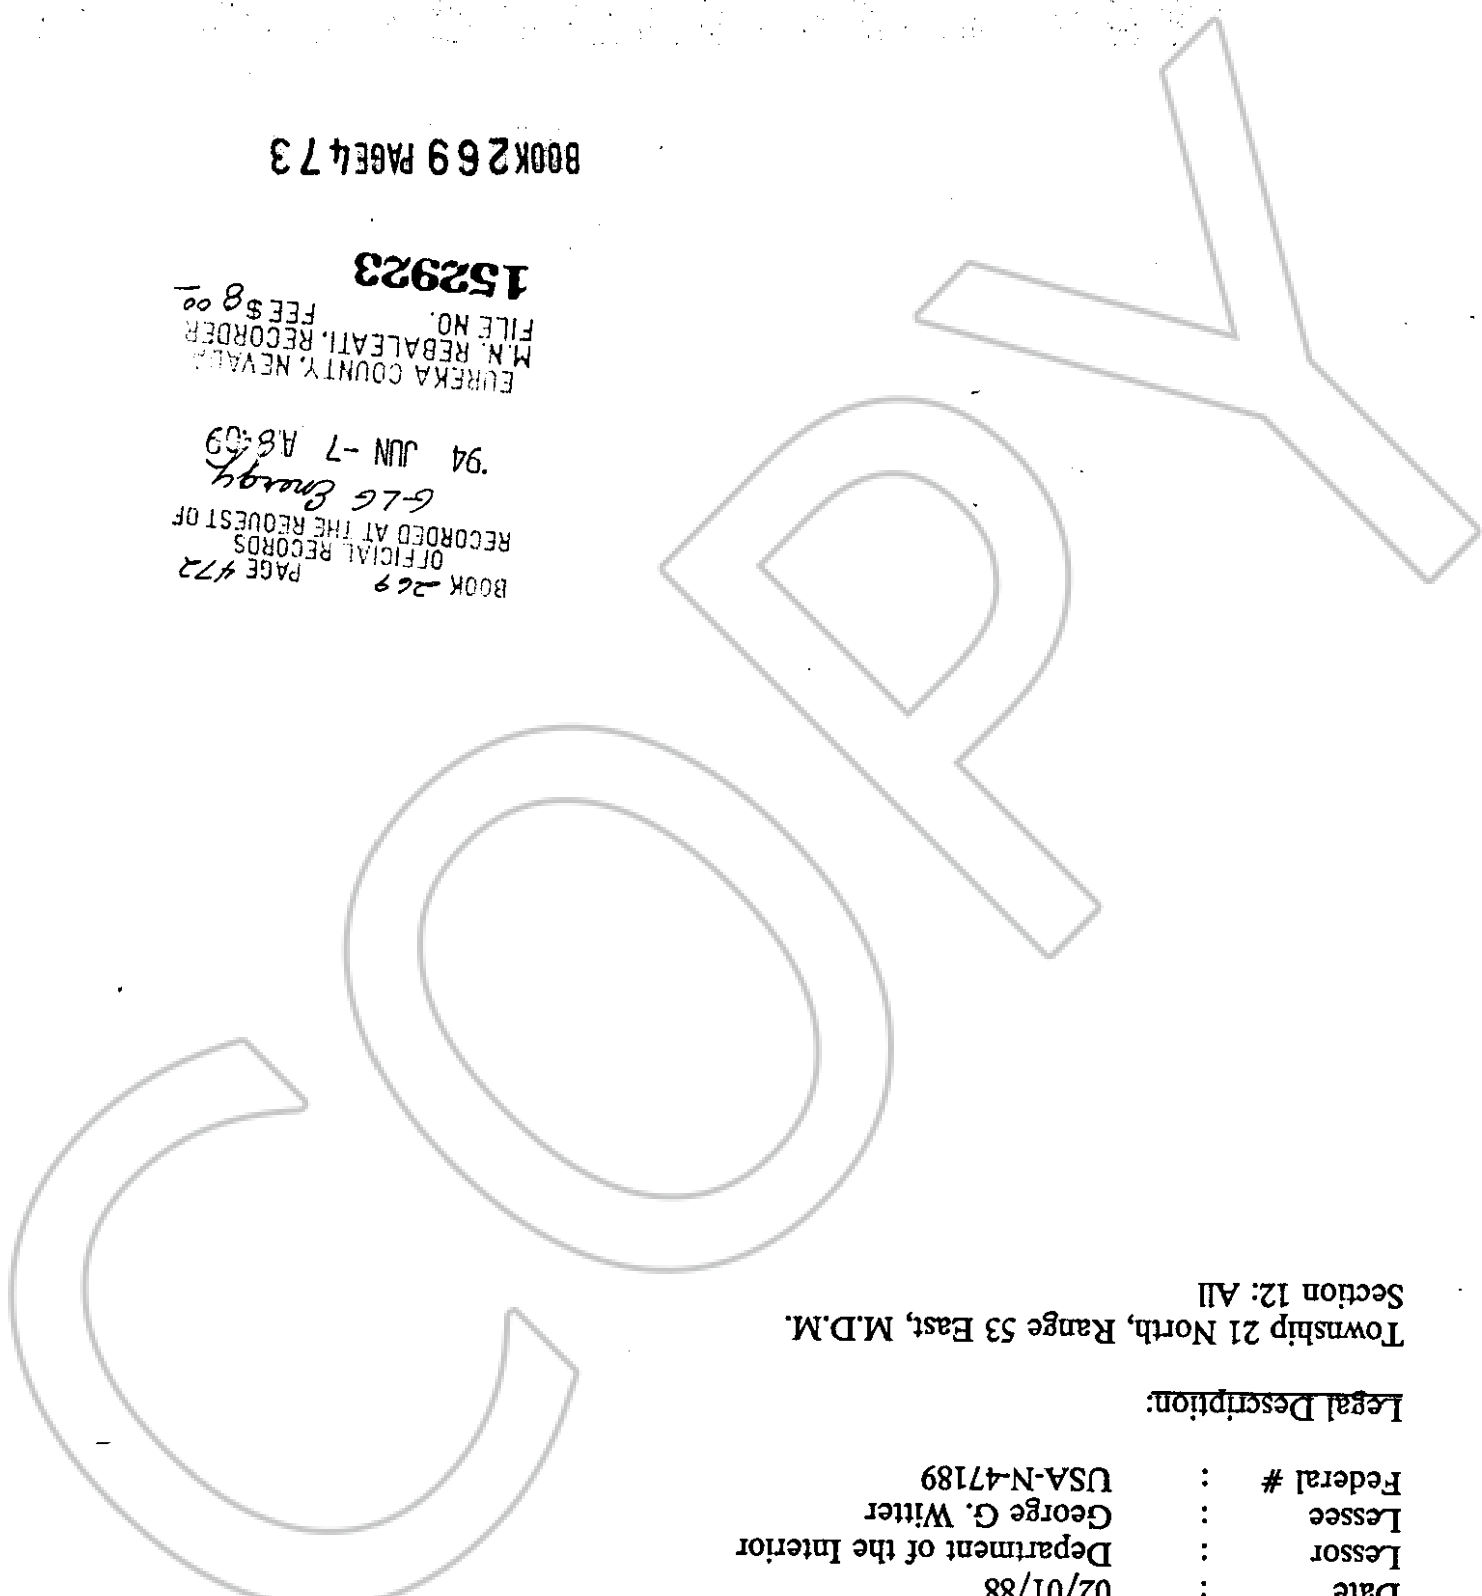 Date : 02/01/88
Lessor : Department of the Interior
Lessee : George G. Witter
Federal # : USA-N-47189
Legal Description:
Township 21 North, Range 53 East, M.D.M.
Section 12: All
BOOK 269 PAGE 472
OFFICIAL RECORDS
RECORDED AT THE REQUEST OF
GLG Energy
'94 JUN -7 A8:09
EUREKA COUNTY, NEVADA
M.N. REBALEATI, RECORDER
FILE NO. FEE $ 8 00
152923
BOOK 269 PAGE 473
COPY